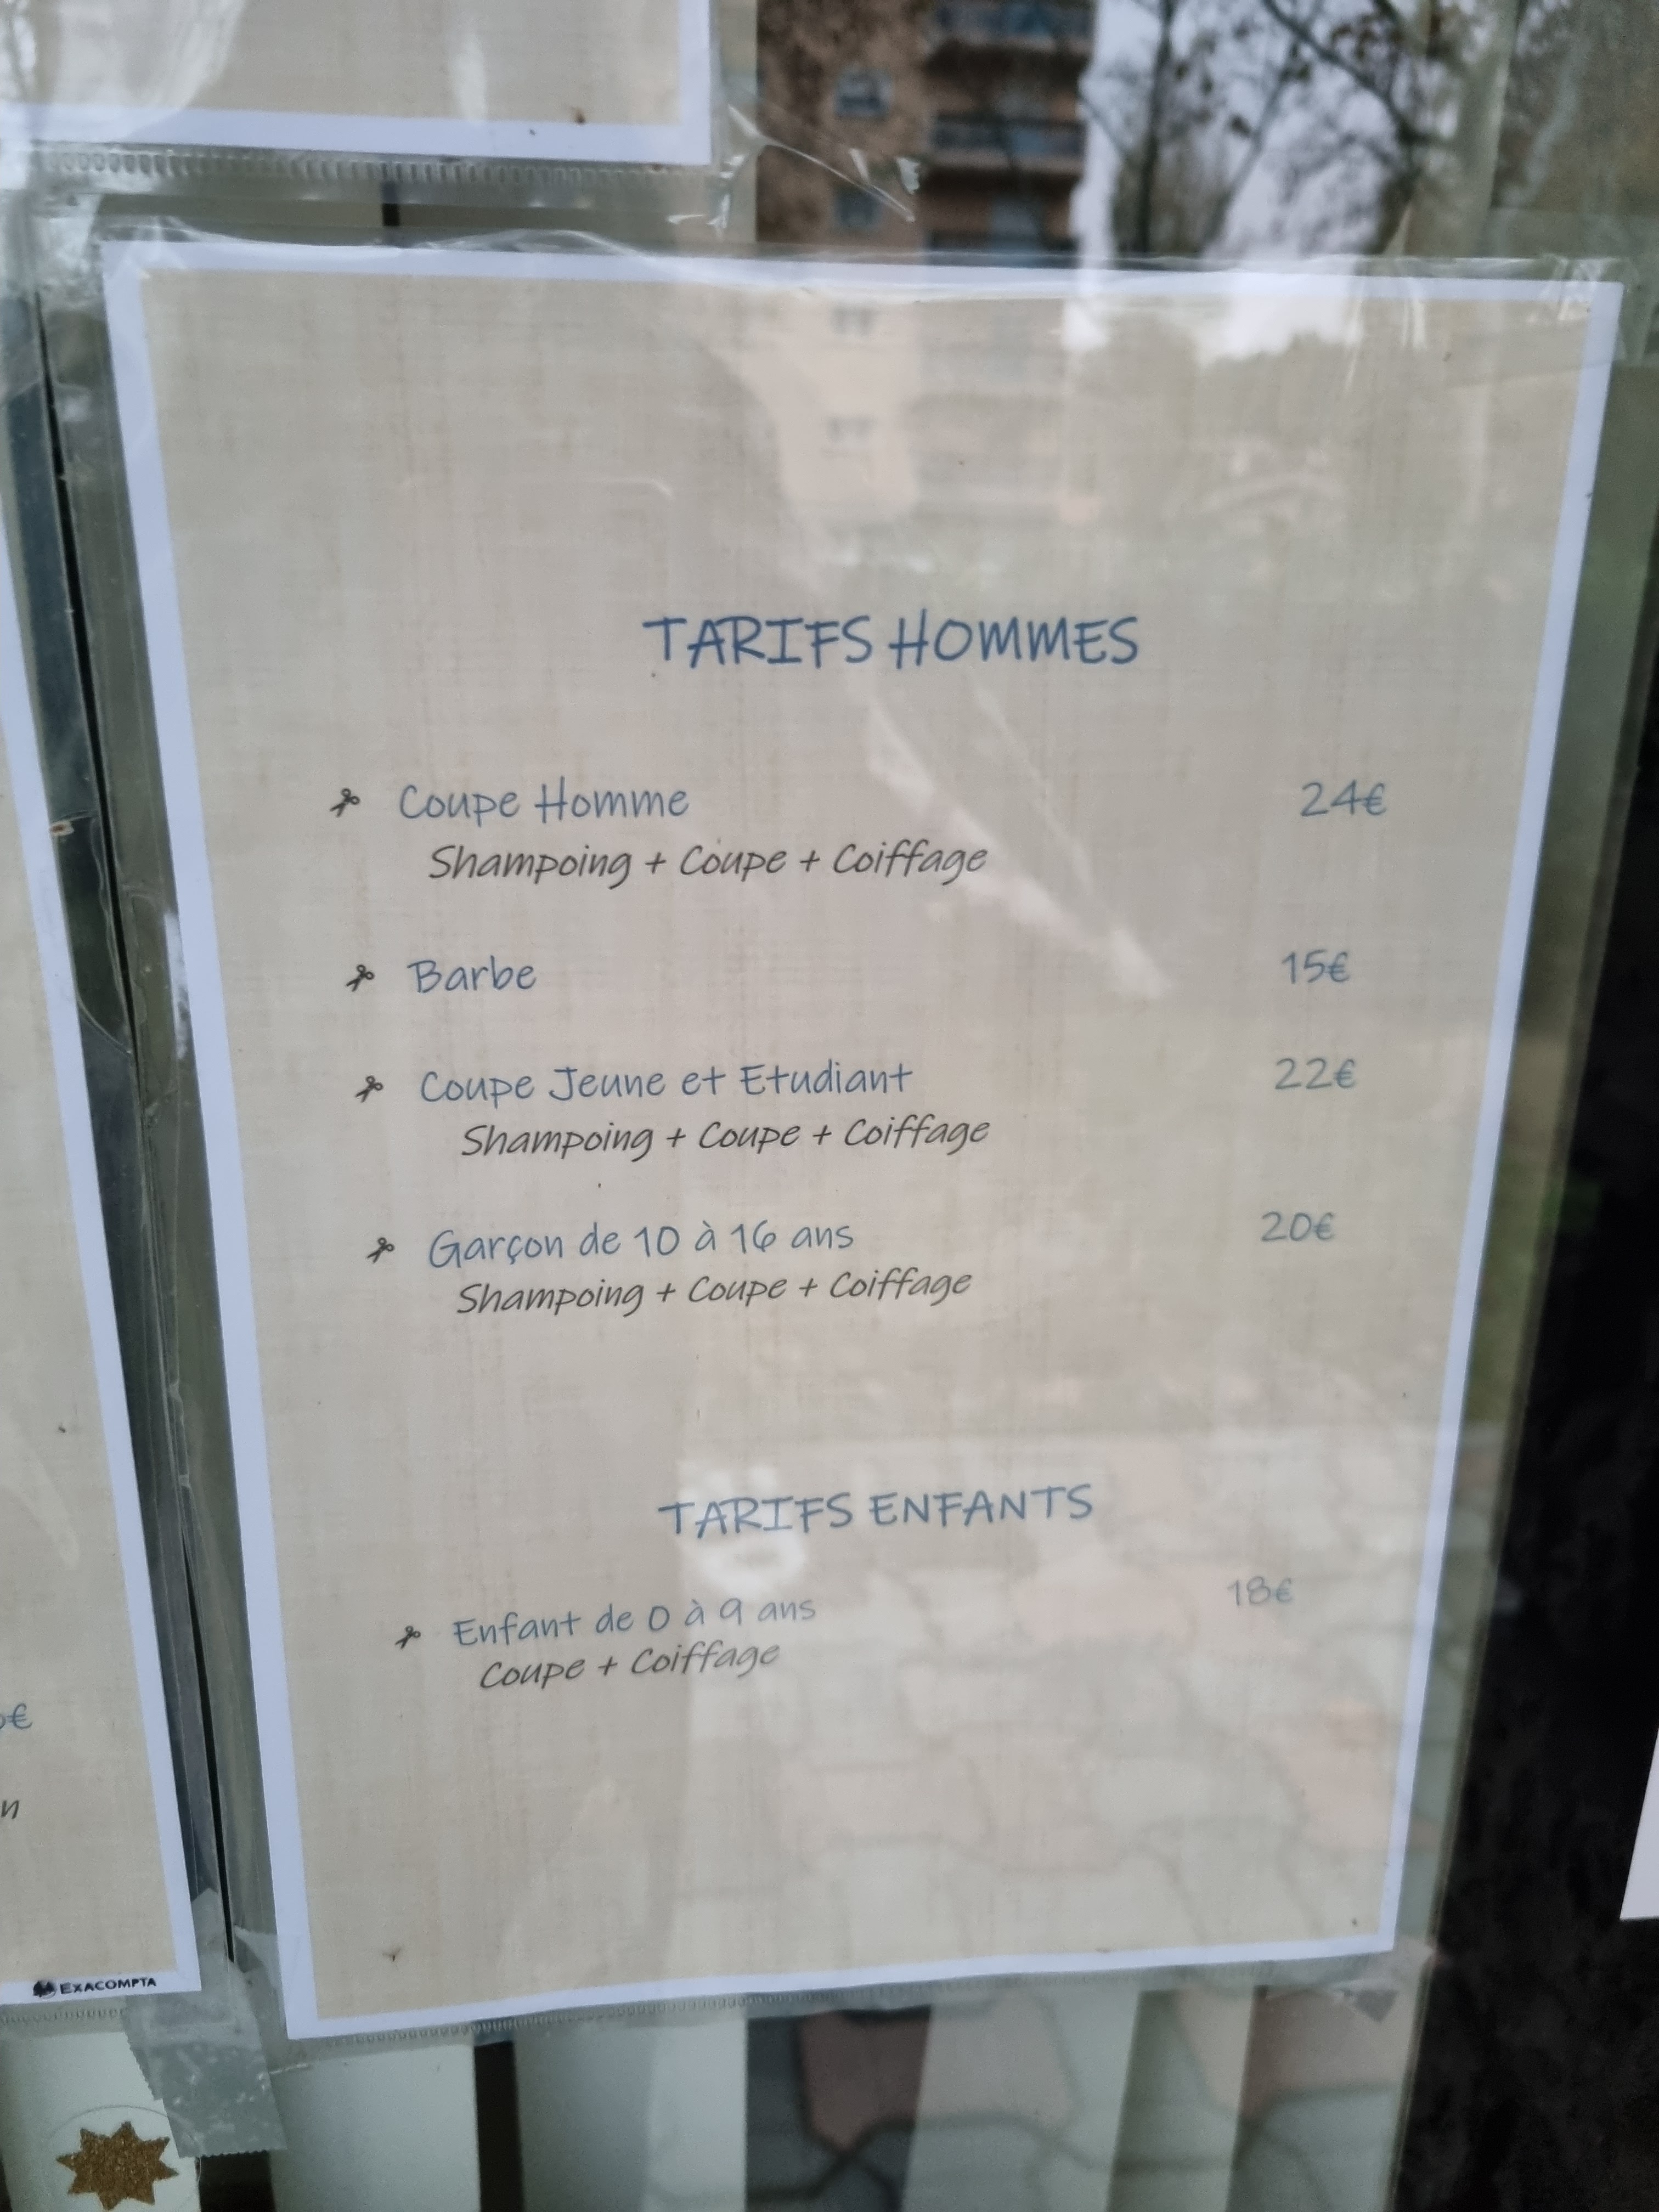 TARIFS HOMMES
Coupe Homme 24€
Shampoing + Coupe + Coiffage
Barbe 15€
Coupe Jeune et Etudiant 22€
Shampoing + Coupe + Coiffage
Garçon de 10 à 16 ans 20€
Shampoing + Coupe + Coiffage
TARIFS ENFANTS
Enfant de 0 à 9 ans 18€
Coupe + Coiffage
EXACOMPTA